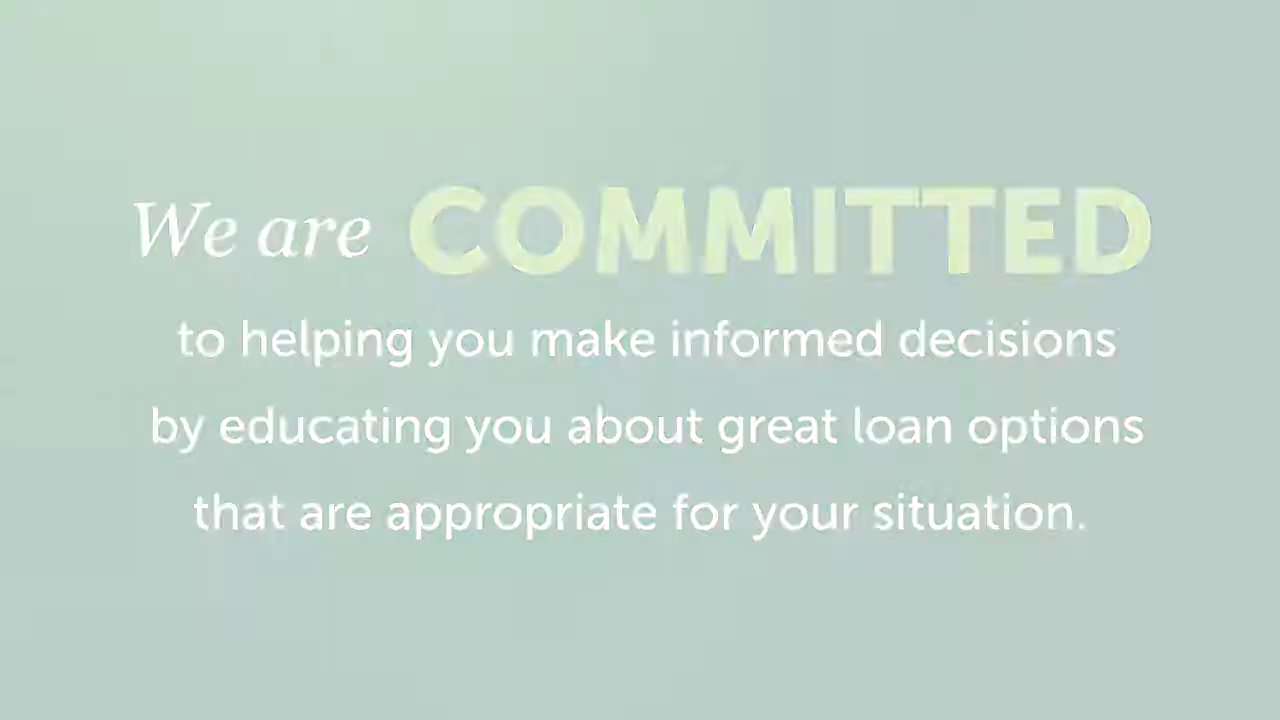 We are COMMITTED
to helping you make informed decisions
by educating you about great loan options
that are appropriate for your situation.